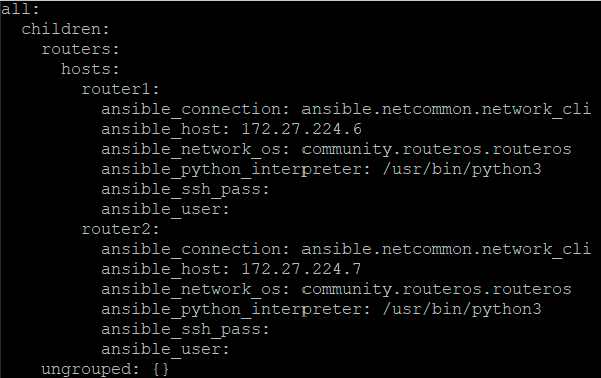 all:
  children:
    routers:
      hosts:
        router1:
          ansible_connection: ansible.netcommon.network_cli
          ansible_host: 172.27.224.6
          ansible_network_os: community.routeros.routeros
          ansible_python_interpreter: /usr/bin/python3
          ansible_ssh_pass:
          ansible_user:
        router2:
          ansible_connection: ansible.netcommon.network_cli
          ansible_host: 172.27.224.7
          ansible_network_os: community.routeros.routeros
          ansible_python_interpreter: /usr/bin/python3
          ansible_ssh_pass:
          ansible_user:
    ungrouped: {}